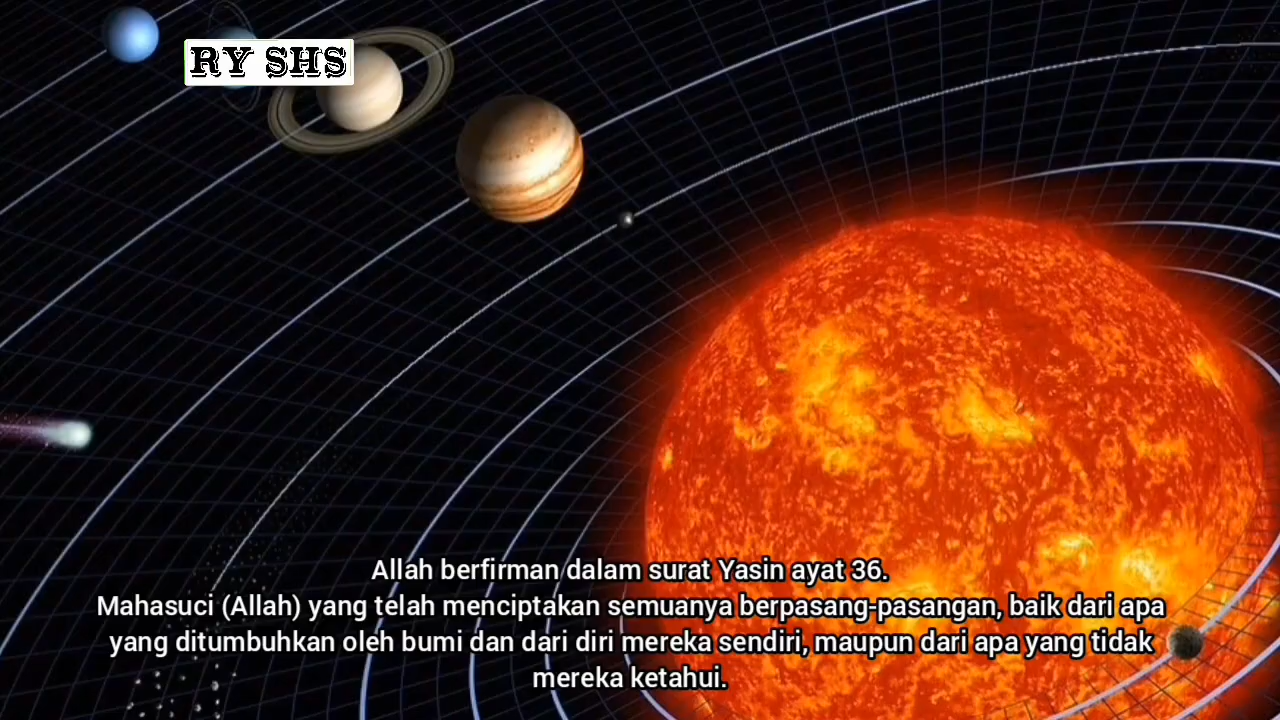 RY SHS
Allah berfirman dalam surat Yasin ayat 36.
Mahasuci (Allah) yang telah menciptakan semuanya berpasang-pasangan, baik dari apa
yang ditumbuhkan oleh bumi dan dari diri mereka sendiri, maupun dari apa yang tidak
mereka ketahui.